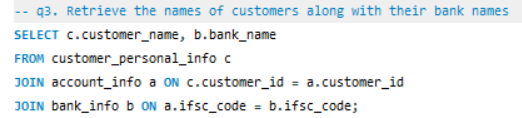 -- q3. Retrieve the names of customers along with their bank names
SELECT c.customer_name, b.bank_name
FROM customer_personal_info c
JOIN account_info a ON c.customer_id = a.customer_id
JOIN bank_info b ON a.ifsc_code = b.ifsc_code;